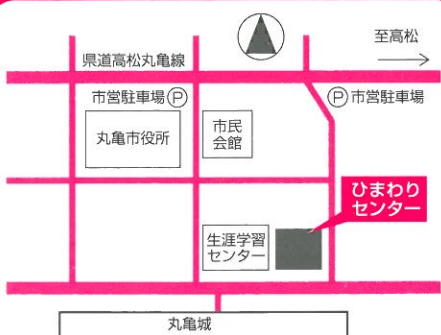 至高松
県道高松丸亀線
市営駐車場Ⓟ
Ⓟ市営駐車場
丸亀市役所
市民
会館
ひまわり
センター
生涯学習
センター
丸亀城